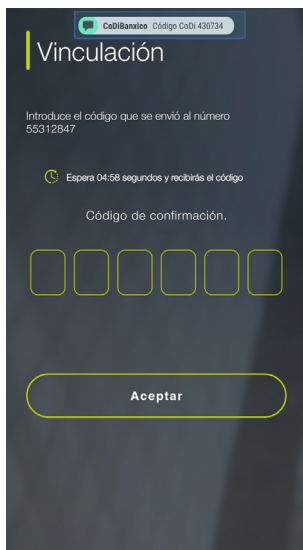 CoDiBanxico Código CoDi 430734
Vinculación
Introduce el código que se envió al número
55312847
Espera 04:58 segundos y recibirás el código
Código de confirmación.
Aceptar